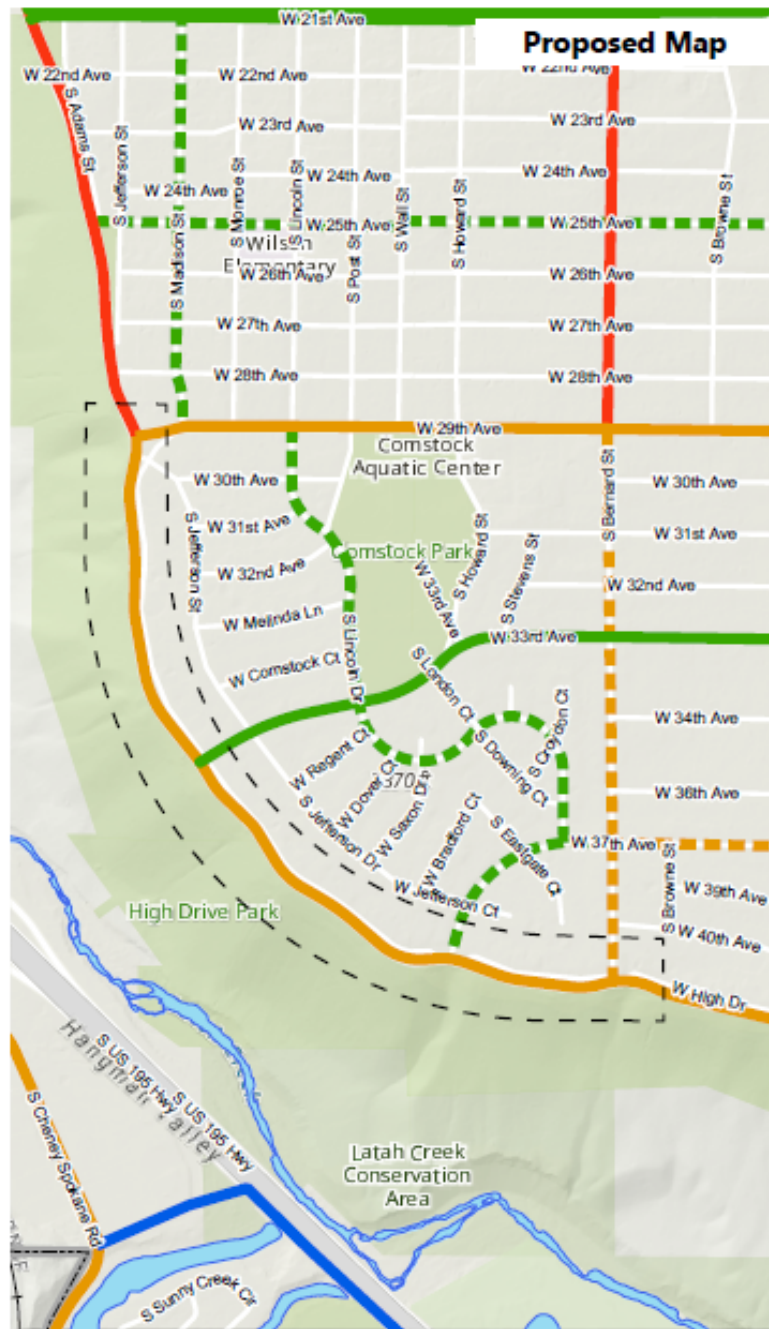 W 21st Ave
Proposed Map
W 22nd Ave
W 22nd Ave
W 22nd Ave
S Adams St
W 23rd Ave
W 23rd Ave
S Jefferson St
W 24th Ave
W 24th Ave
W 24th Ave
S Madison St
S Monroe St
S Lincoln St
S Post St
S Wall St
S Howard St
S Browne St
W 25th Ave
W 25th Ave
Wilson
Elementary
W 26th Ave
W 26th Ave
W 27th Ave
W 27th Ave
W 28th Ave
W 28th Ave
W 29th Ave
Comstock
Aquatic Center
S Bernard St
W 30th Ave
W 30th Ave
S Jefferson St
W 31st Ave
W 31st Ave
S Howard St
S Stevens St
Comstock Park
W 32nd Ave
W 32nd Ave
W 33rd Ave
W Melinda Ln
S Lincoln Dr
W 33rd Ave
W Comstock Ct
S London Ct
S Croydon Ct
W 34th Ave
S Downing Ct
W Regent Ct
W Dover Ct
W Saxon Dr
W 36th Ave
S Jefferson Dr
W Bradford Ct
S Eastgate Ct
W 37th Ave
S Browne St
W 39th Ave
W Jefferson Ct
High Drive Park
W 40th Ave
W High Dr
S US 195 Hwy
S US 195 Hwy
Hangman Valley
S Cheney Spokane Rd
Latah Creek
Conservation
Area
S Sunny Creek Cir